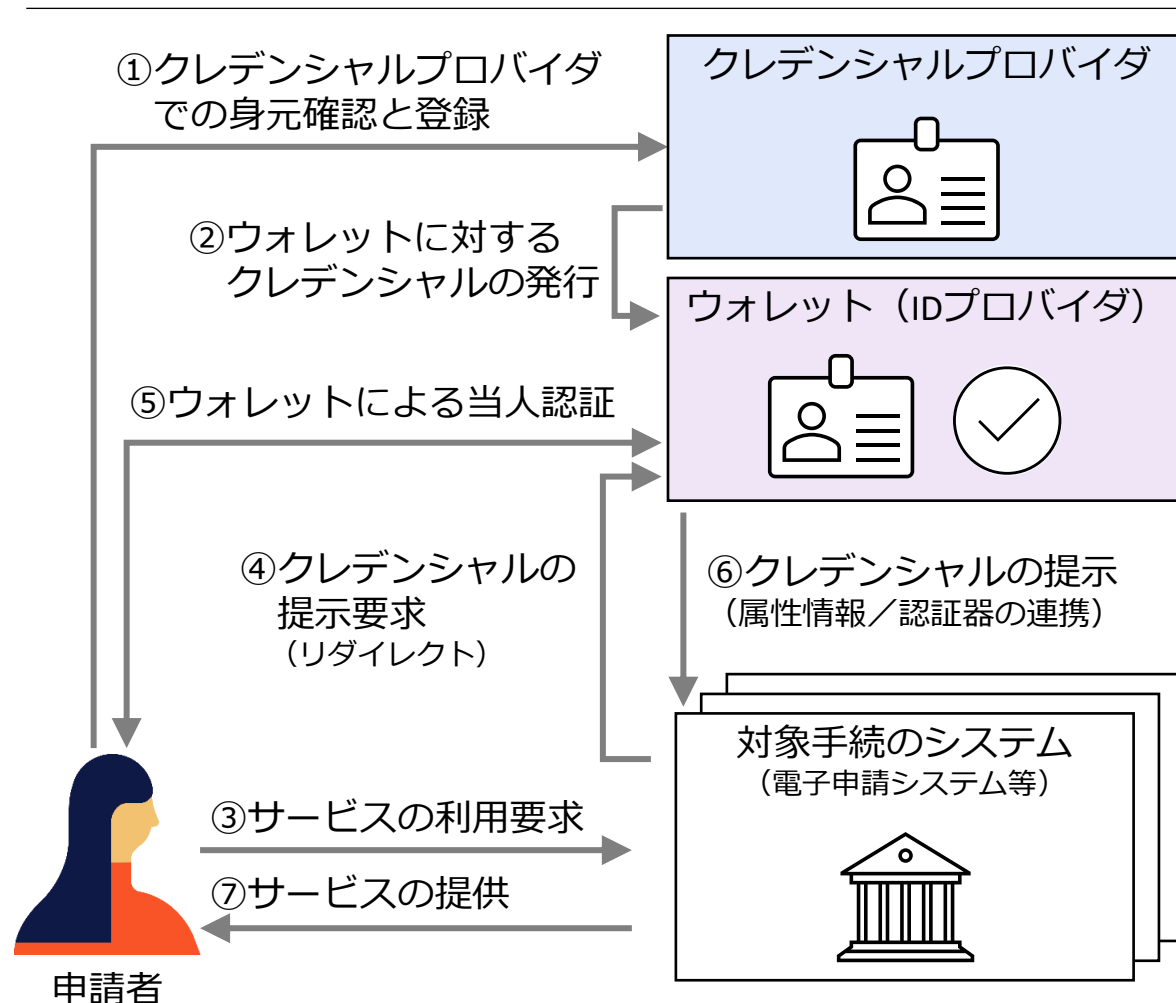 ①クレデンシャルプロバイダ
での身元確認と登録
クレデンシャルプロバイダ
②ウォレットに対する
クレデンシャルの発行
ウォレット（IDプロバイダ）
⑤ウォレットによる当人認証
④クレデンシャルの
提示要求
（リダイレクト）
⑥クレデンシャルの提示
（属性情報／認証器の連携）
対象手続のシステム
（電子申請システム等）
③サービスの利用要求
⑦サービスの提供
申請者